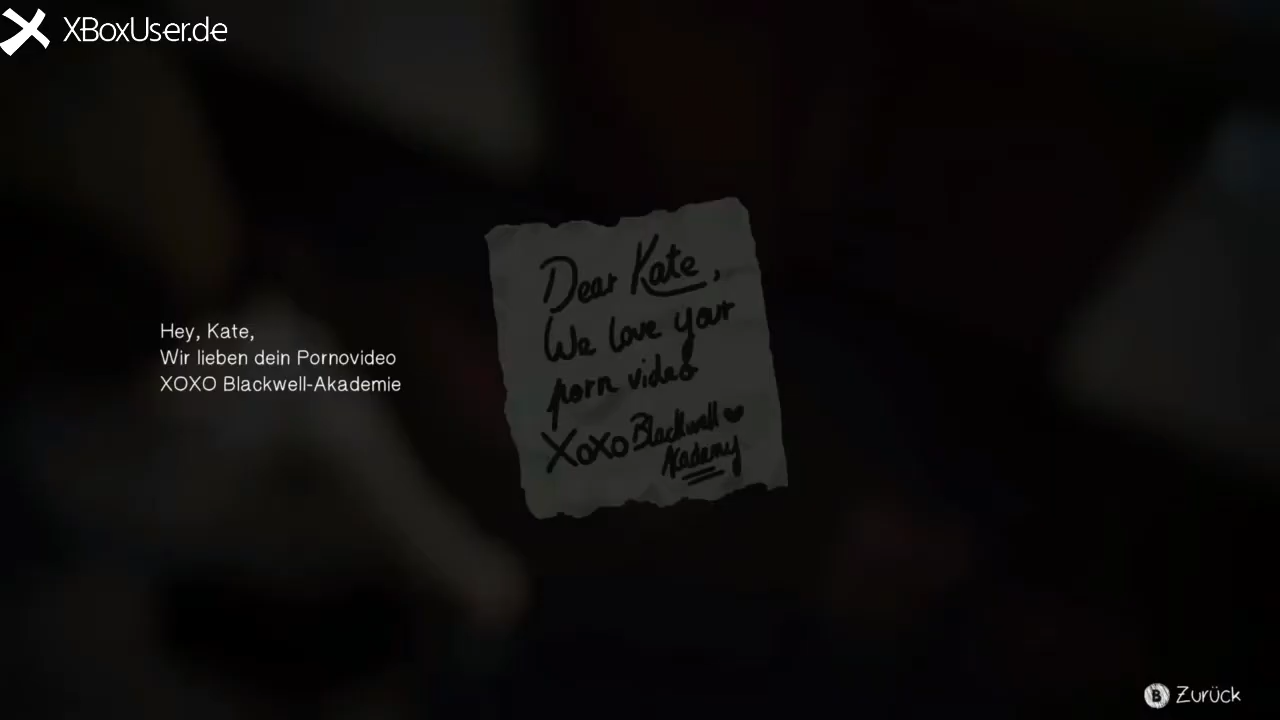 XBoxUser.de
Hey, Kate,
Wir lieben dein Pornovideo
XOXO Blackwell-Akademie
Dear Kate,
We love your
porn video
XOXO Blackwell
Academy
B Zurück